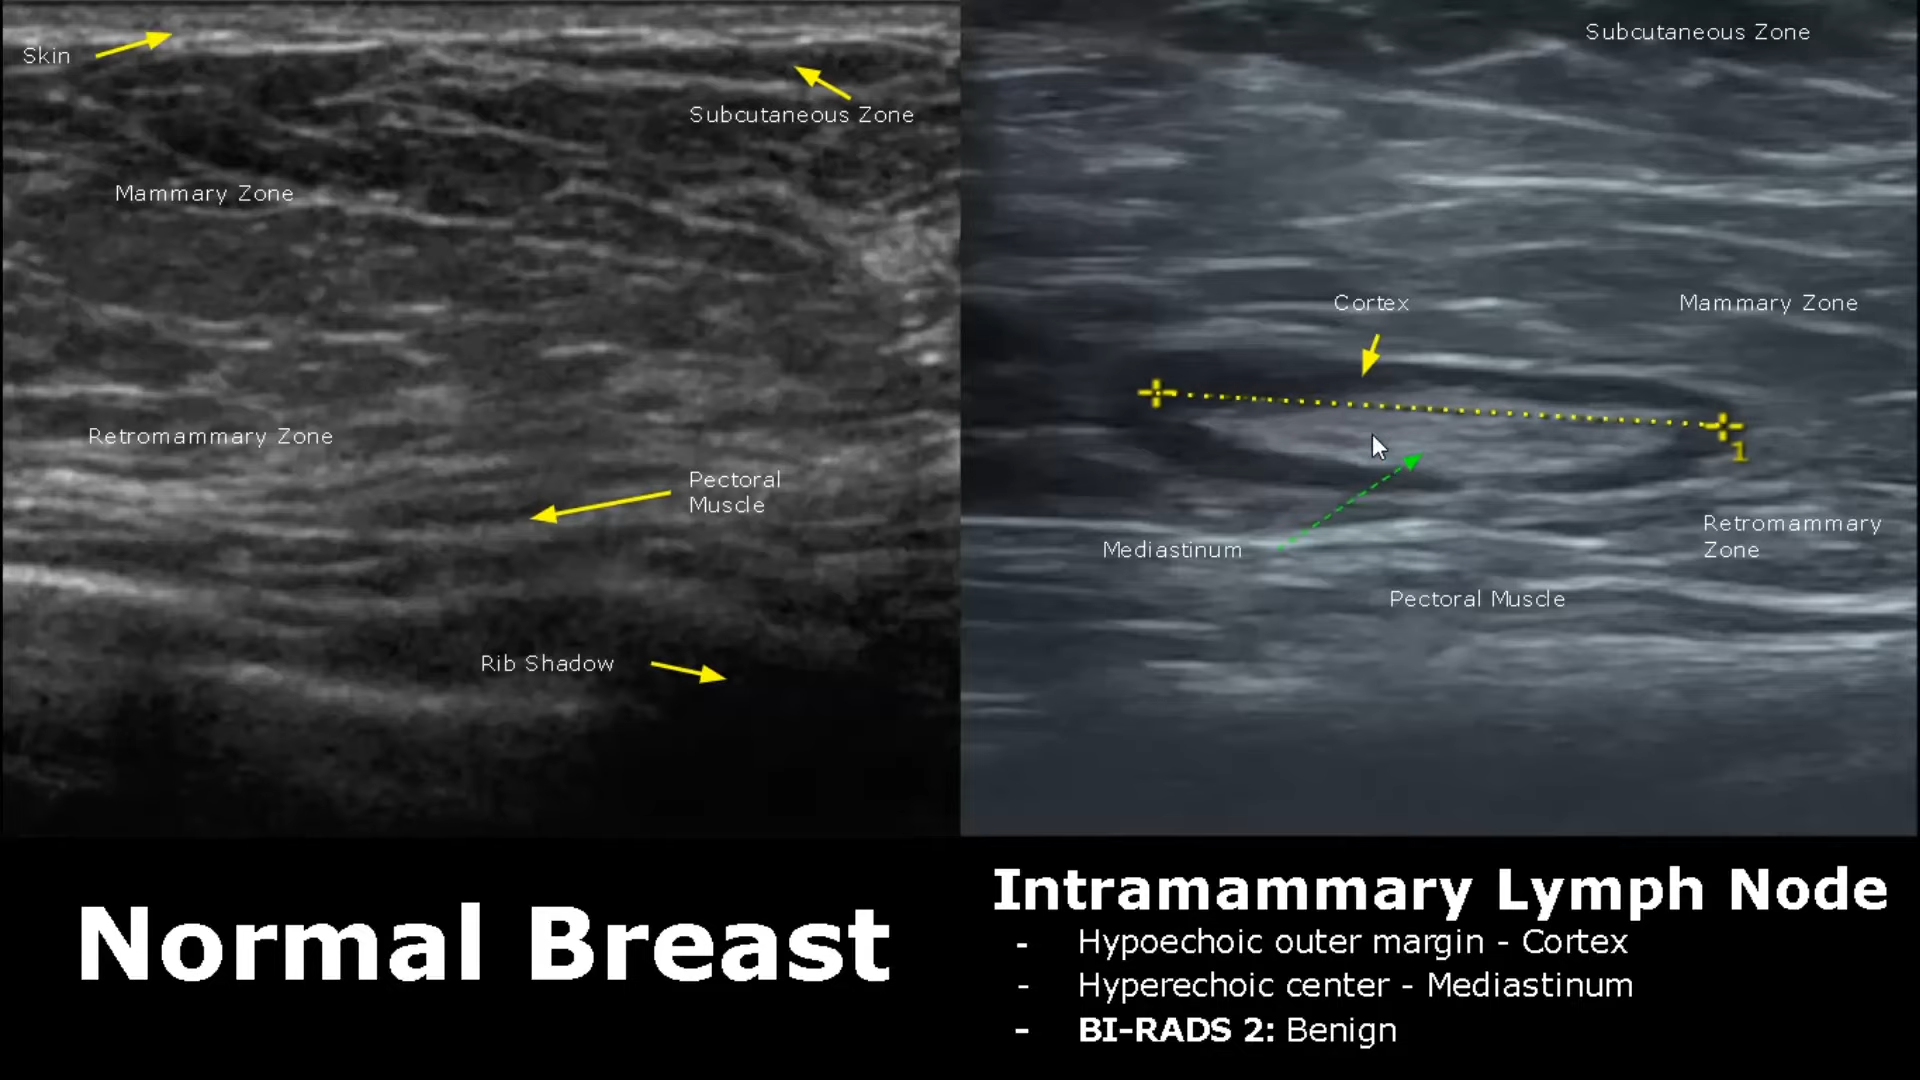 Skin
Subcutaneous Zone
Mammary Zone
Retromammary Zone
Pectoral
Muscle
Rib Shadow
Normal Breast
Subcutaneous Zone
Cortex
Mammary Zone
1
Retromammary
Zone
Mediastinum
Pectoral Muscle
Intramammary Lymph Node
- Hypoechoic outer margin - Cortex
- Hyperechoic center - Mediastinum
- BI-RADS 2: Benign